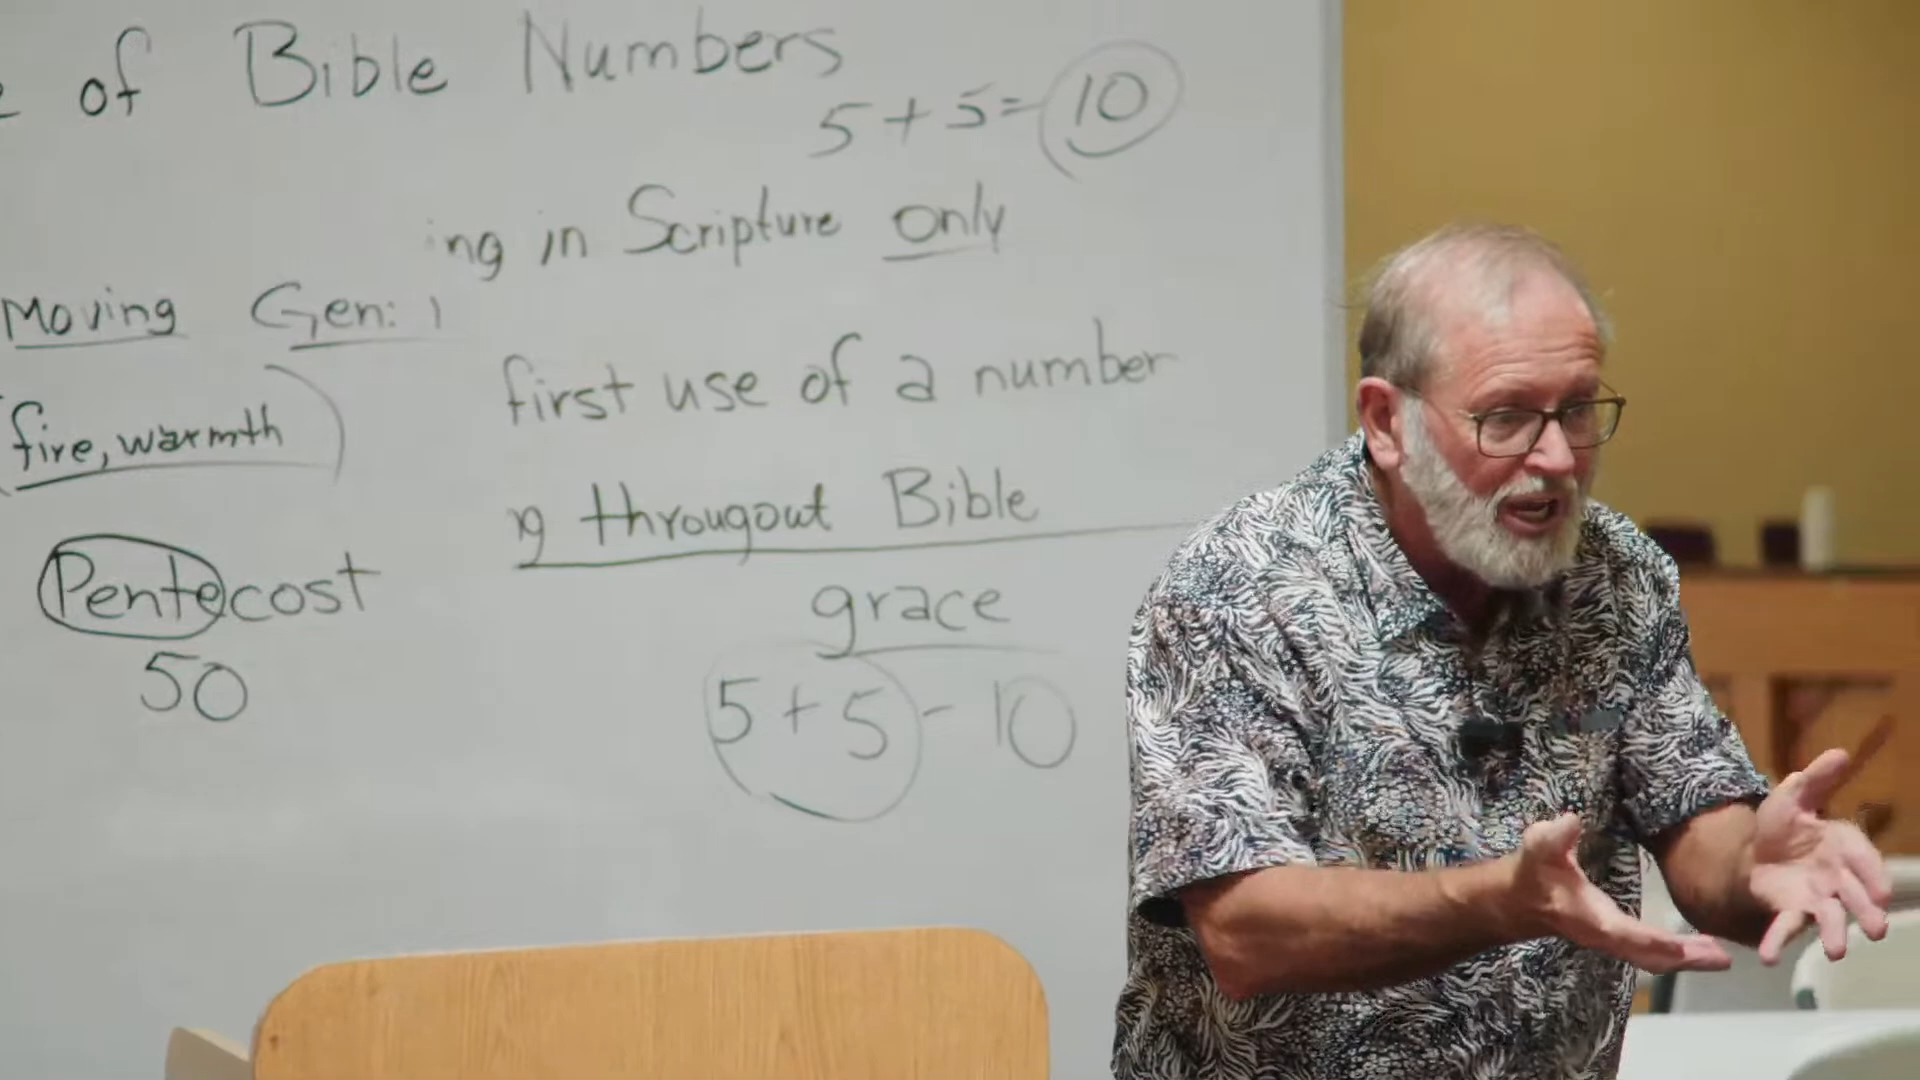 of Bible Numbers
5 + 5 = 10
ing in Scripture only
Moving Gen: 1
first use of a number
fire, warmth)
througout Bible
Pentecost
grace
50
5 + 5 - 10